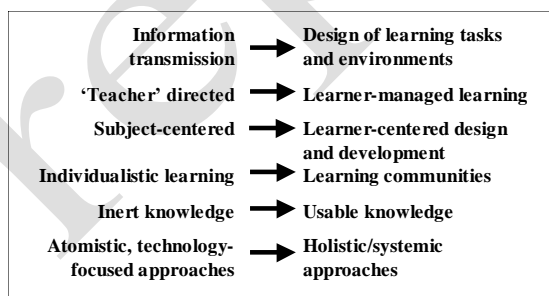 Information Design of learning tasks
transmission and environments
‘Teacher’ directed Learner-managed learning
Subject-centered Learner-centered design
and development
Individualistic learning Learning communities
Inert knowledge Usable knowledge
Atomistic, technology- Holistic/systemic
focused approaches approaches